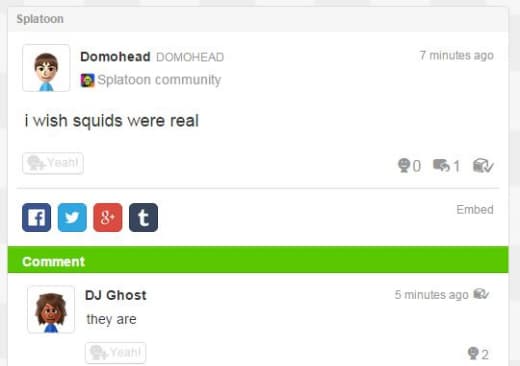 Splatoon
Domohead DOMOHEAD 7 minutes ago
Splatoon community
i wish squids were real
Yeah! 0 1
f 8+ t Embed
Comment
DJ Ghost 5 minutes ago
they are
Yeah! 2